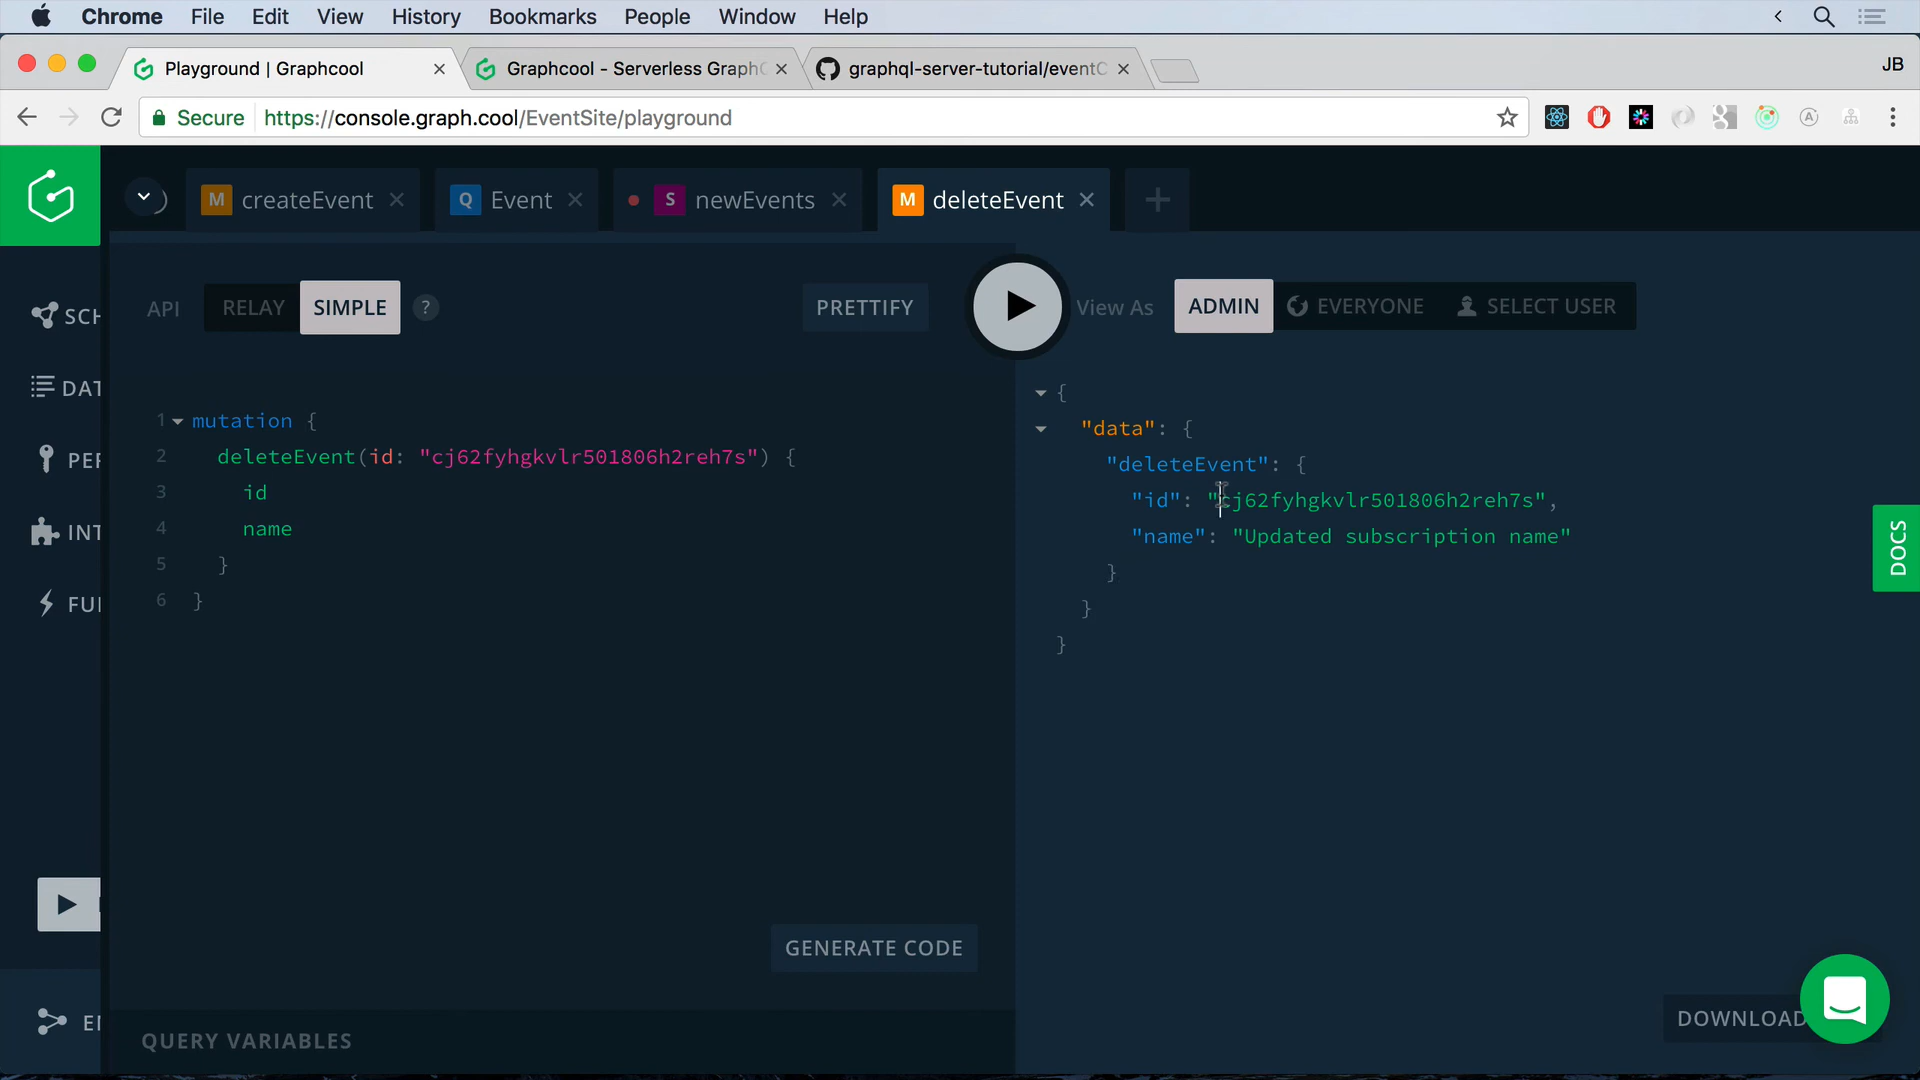 Chrome File Edit View History Bookmarks People Window Help
Playground | Graphcool
Graphcool - Serverless Graph
graphql-server-tutorial/event
JB
Secure https://console.graph.cool/EventSite/playground
M createEvent
Q Event
S newEvents
M deleteEvent
API RELAY SIMPLE ? PRETTIFY
View As ADMIN EVERYONE SELECT USER
SCH
DAT
PER
INT
FUI
EN
1 mutation {
2 deleteEvent(id: "cj62fyhgkvlr501806h2reh7s") {
3 id
4 name
5 }
6 }
{
"data": {
"deleteEvent": {
"id": "cj62fyhgkvlr501806h2reh7s",
"name": "Updated subscription name"
}
}
}
DOCS
GENERATE CODE
QUERY VARIABLES
DOWNLOAD